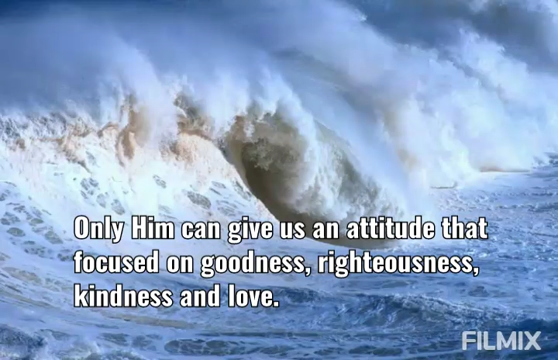 Only Him can give us an attitude that
focused on goodness, righteousness,
kindness and love.
FILMIX